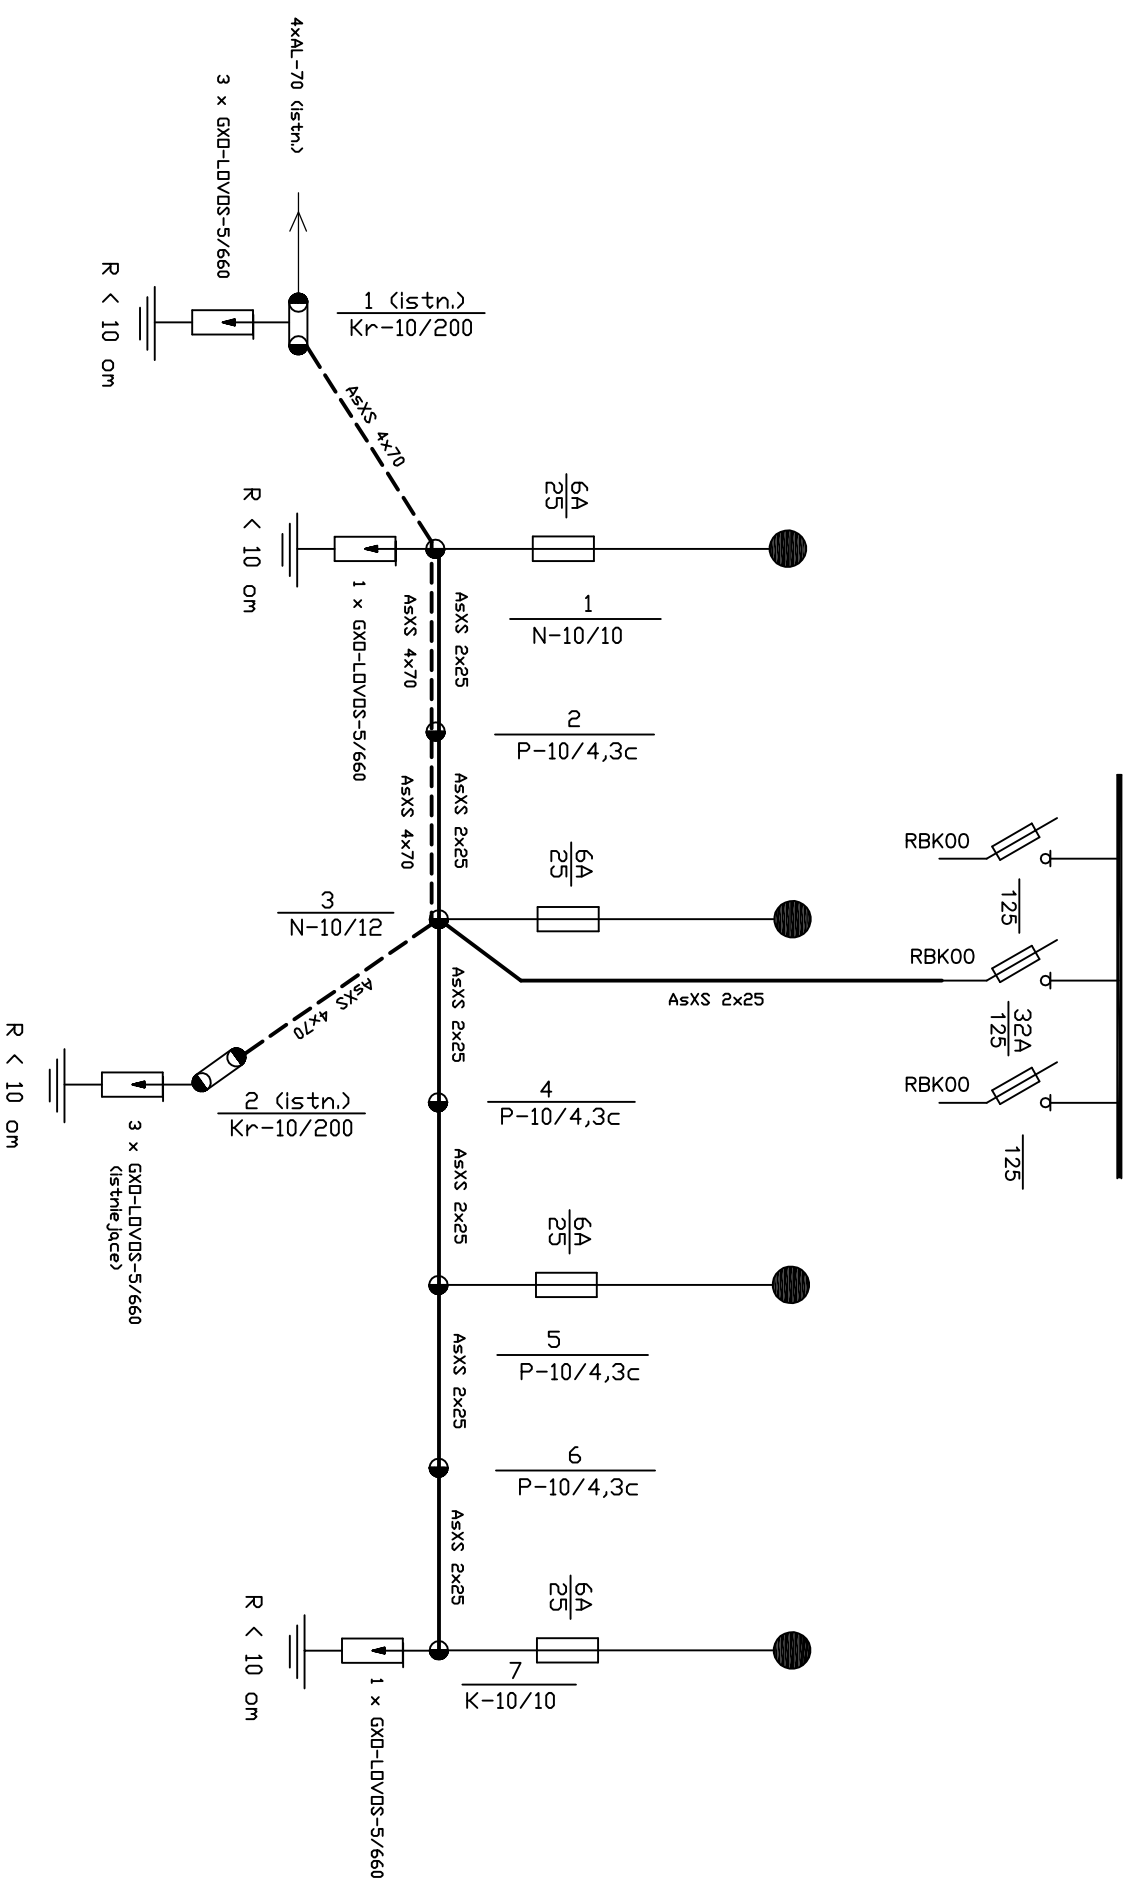 4xAL-70 (istn.)
3 x GXO-LOVOS-5/660
R < 10 om
1 (istn.)
Kr-10/200
AsXS 4x70
6A
25
R < 10 om
1 x GXO-LOVOS-5/660
1
N-10/10
AsXS 2x25
AsXS 4x70
2
P-10/4,3c
AsXS 2x25
AsXS 4x70
6A
25
3
N-10/12
RBK00
125
RBK00
32A
125
RBK00
125
AsXS 2x25
AsXS 2x25
AsXS 4x70
2 (istn.)
Kr-10/200
R < 10 om
3 x GXO-LOVOS-5/660
(istniejące)
4
P-10/4,3c
AsXS 2x25
6A
25
5
P-10/4,3c
AsXS 2x25
6
P-10/4,3c
AsXS 2x25
6A
25
7
K-10/10
R < 10 om
1 x GXO-LOVOS-5/660